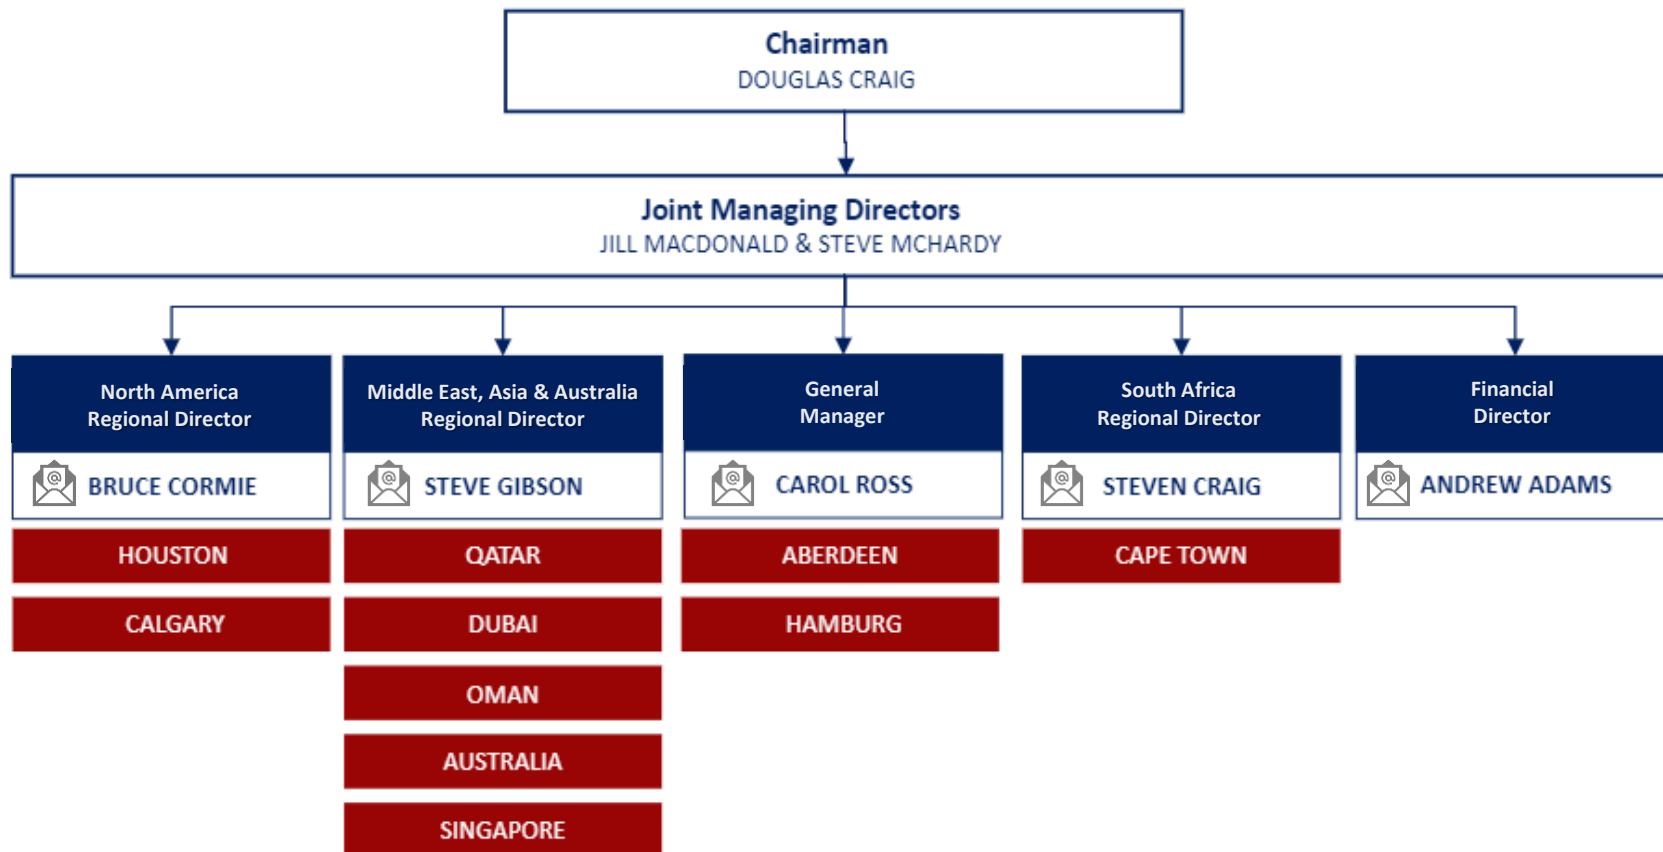 Chairman
DOUGLAS CRAIG
Joint Managing Directors
JILL MACDONALD & STEVE MCHARDY
North America
Regional Director
@ BRUCE CORMIE
HOUSTON
CALGARY
Middle East, Asia & Australia
Regional Director
@ STEVE GIBSON
QATAR
DUBAI
OMAN
AUSTRALIA
SINGAPORE
General
Manager
@ CAROL ROSS
ABERDEEN
HAMBURG
South Africa
Regional Director
@ STEVEN CRAIG
CAPE TOWN
Financial
Director
@ ANDREW ADAMS